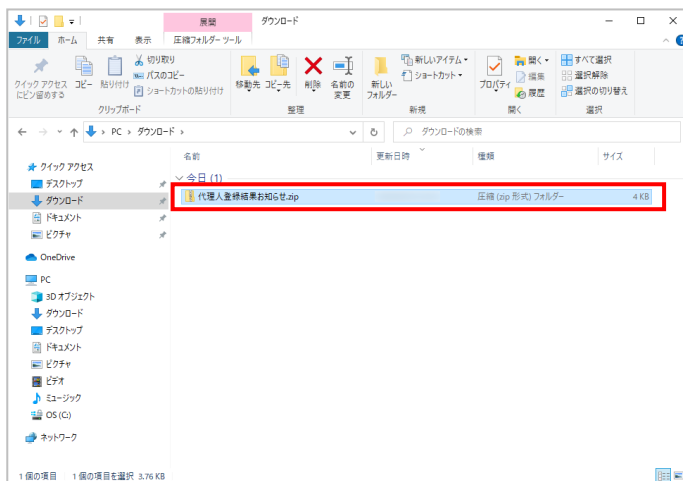 展開
ダウンロード
ファイル ホーム 共有 表示 圧縮フォルダー ツール
クイック アクセスにピン留めする
コピー
貼り付け
切り取り
パスのコピー
ショートカットの貼り付け
クリップボード
移動先 コピー先 削除 名前の変更
整理
新しいフォルダー
新しいアイテム
ショートカット
新規
プロパティ
開く
編集
履歴
開く
すべて選択
選択解除
選択の切り替え
選択
PC › ダウンロード ›
ダウンロードの検索
クイック アクセス
デスクトップ
ダウンロード
ドキュメント
ピクチャ
OneDrive
PC
3D オブジェクト
ダウンロード
デスクトップ
ドキュメント
ピクチャ
ビデオ
ミュージック
OS (C:)
ネットワーク
名前 更新日時 種類 サイズ
今日 (1)
代理人登録結果お知らせ.zip 圧縮 (zip 形式) フォルダー 4 KB
1 個の項目 1 個の項目を選択 3.76 KB